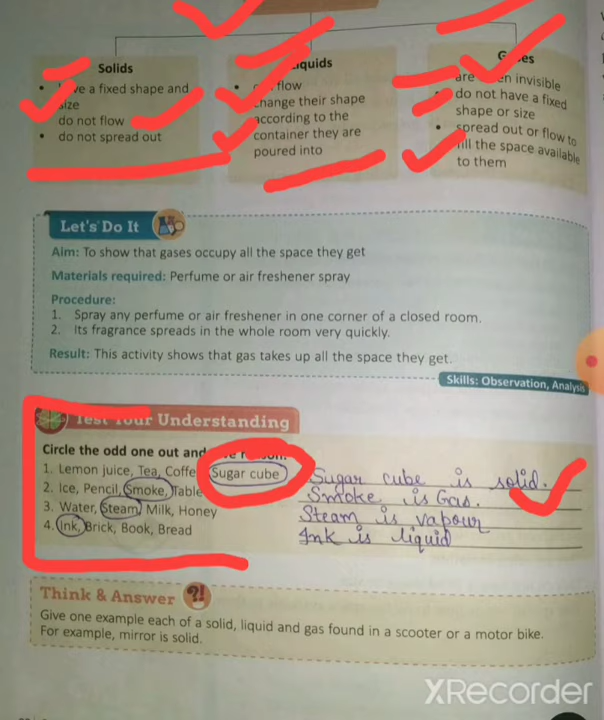 Solids
a fixed shape and
size
do not flow
• do not spread out
flow
change their shape
according to the
container they are
poured into
are invisible
do not have a fixed
shape or size
• spread out or flow to
the space available
to them
Let's Do It
Aim: To show that gases occupy all the space they get
Materials required: Perfume or air freshener spray
Procedure:
1. Spray any perfume or air freshener in one corner of a closed room.
2. Its fragrance spreads in the whole room very quickly.
Result: This activity shows that gas takes up all the space they get.
Skills: Observation, Analysis
Test Your Understanding
Circle the odd one out and
1. Lemon juice, Tea, Sugar cube
2. Ice, Pencil, Smoke, Table
3. Water, Steam, Milk, Honey
4. Ink, Brick, Book, Bread
Sugar cube is solid.
Smoke is Gas.
Steam is vapour
Ink is liquid
Think & Answer ?!
Give one example each of a solid, liquid and gas found in a scooter or a motor bike.
For example, mirror is solid.
XRecorder